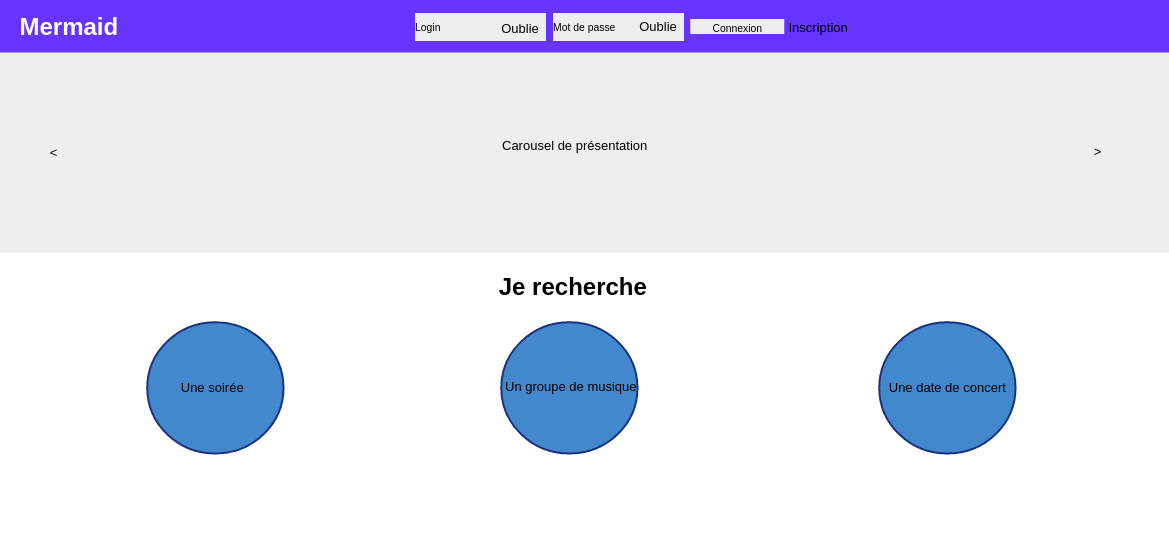 Mermaid
Login Oublie Mot de passe Oublie Connexion Inscription
< Carousel de présentation >
Je recherche
Une soirée Un groupe de musique Une date de concert